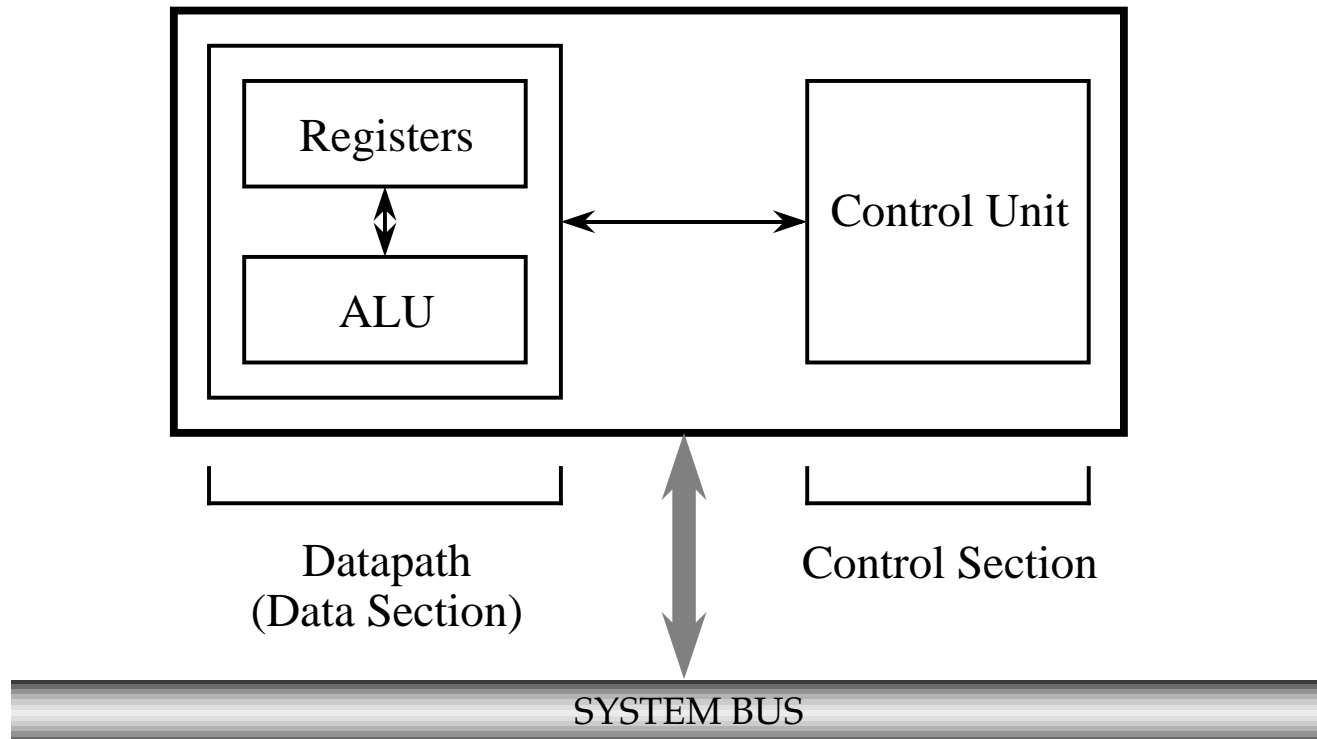 Registers
Control Unit
ALU
Datapath
(Data Section)
Control Section
SYSTEM BUS